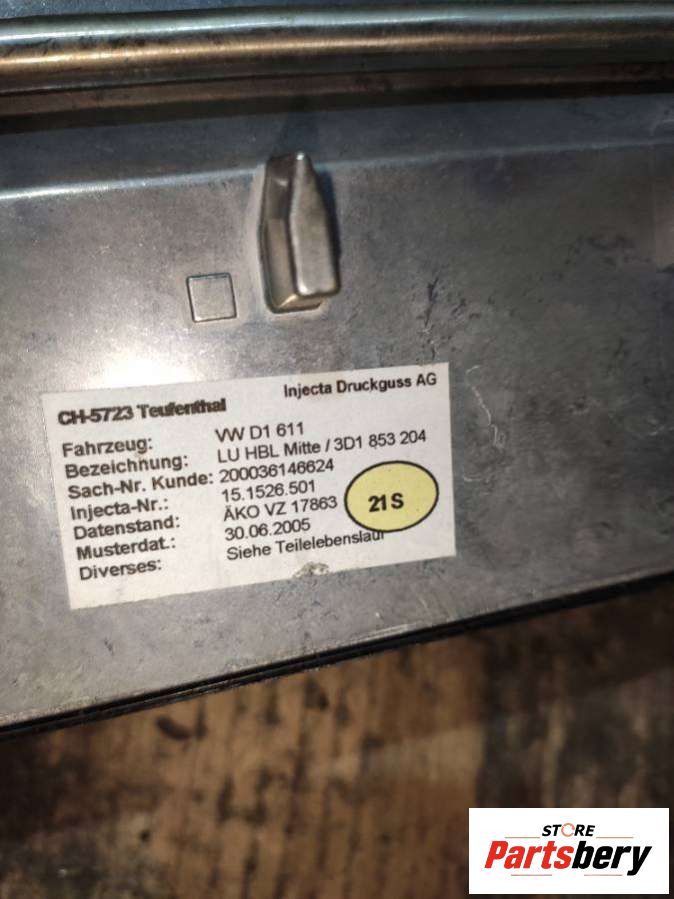 CH-5723 Teufenthal Injecta Druckguss AG
Fahrzeug: VW D1 611
Bezeichnung: LU HBL Mitte / 3D1 853 204
Sach-Nr. Kunde: 200036146624
Injecta-Nr.: 15.1526.501
Datenstand: ÄKO VZ 17863
Musterdat.: 30.06.2005
Diverses: Siehe Teilelebenslauf
21 S
STORE
Partsbery